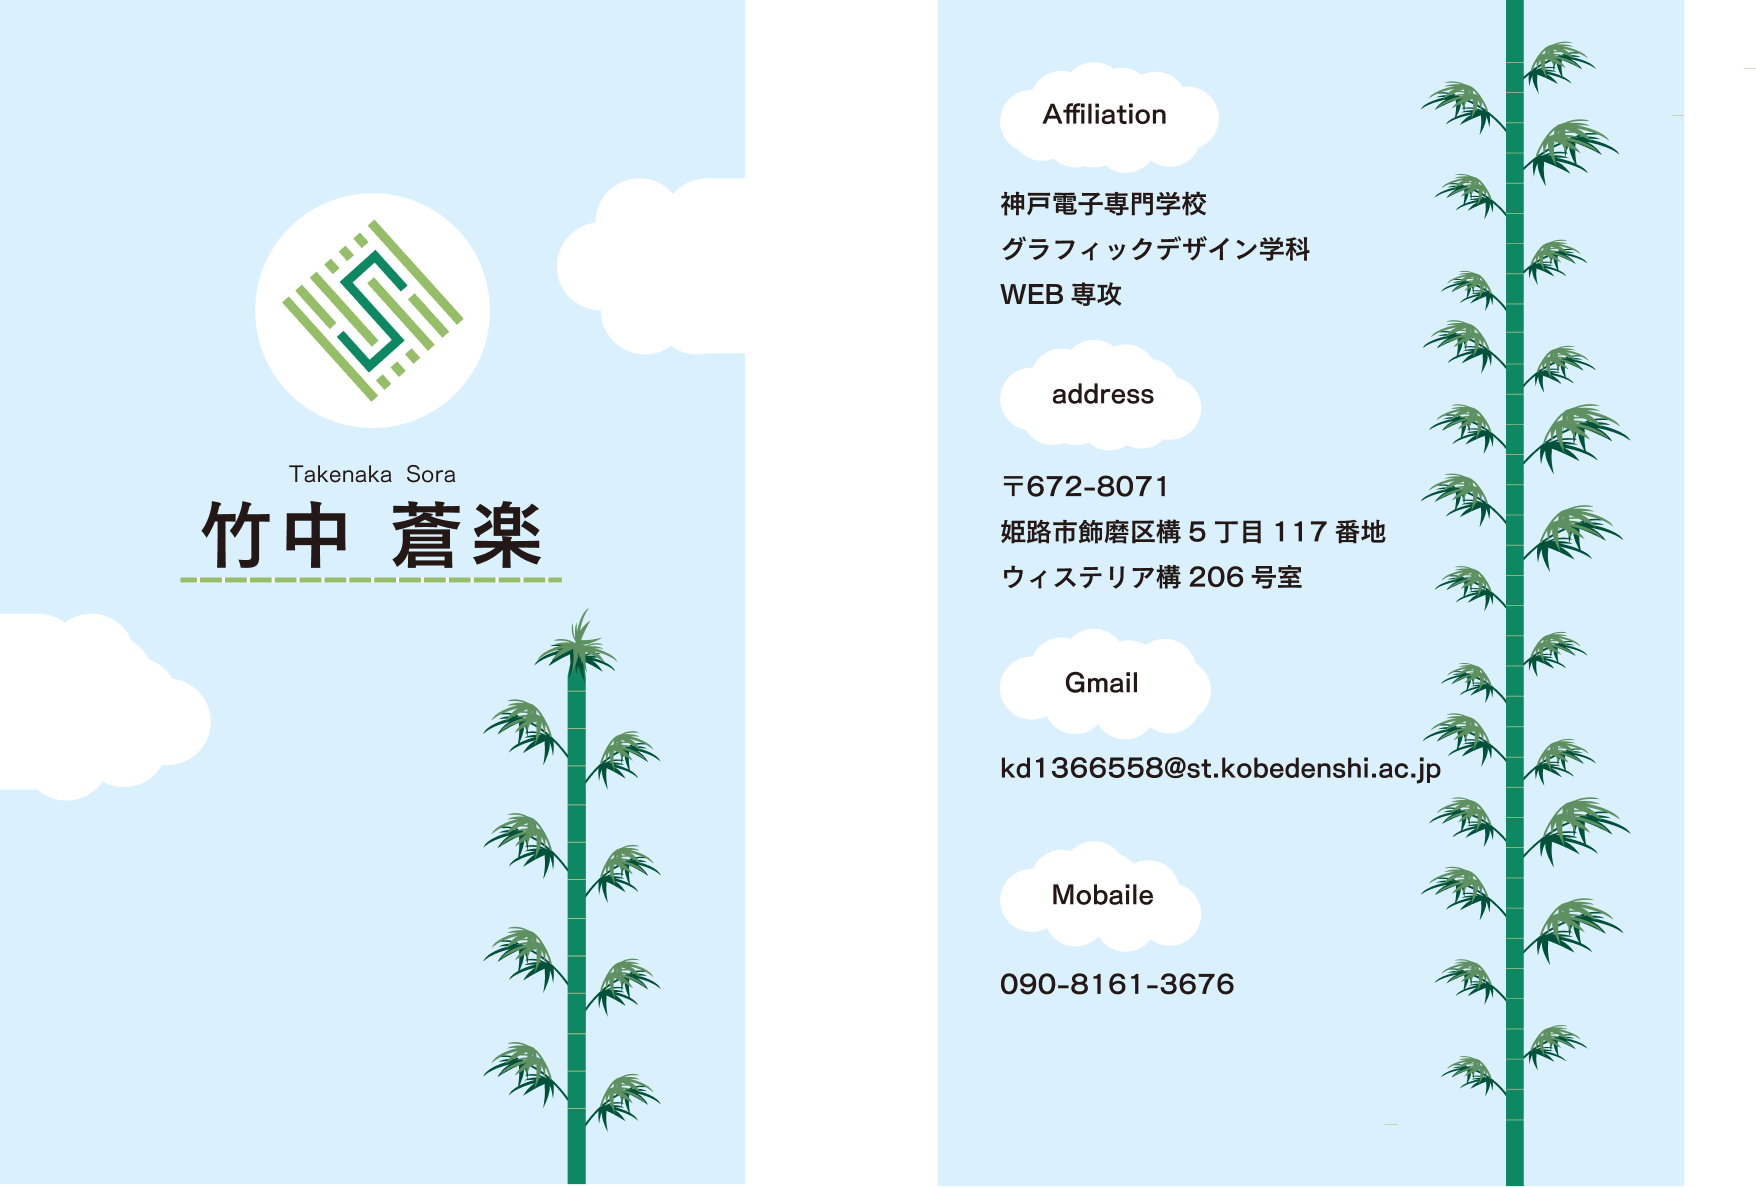 Takenaka Sora
竹中 蒼楽
Affiliation
神戸電子専門学校
グラフィックデザイン学科
WEB 専攻
address
〒672-8071
姫路市飾磨区構 5 丁目 117 番地
ウィステリア構 206 号室
Gmail
kd1366558@st.kobedenshi.ac.jp
Mobaile
090-8161-3676